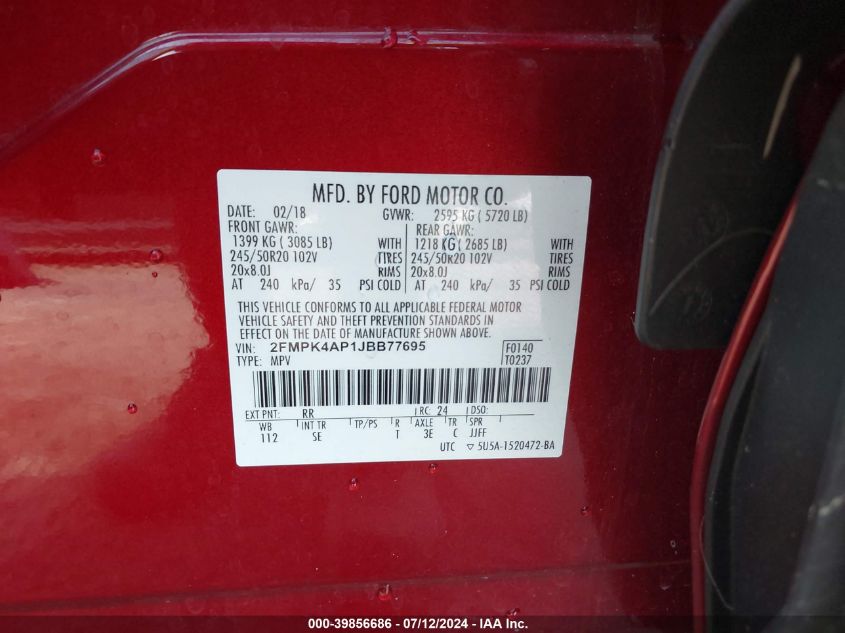 MFD. BY FORD MOTOR CO.
DATE: 02/18 GVWR: 2595 KG ( 5720 LB)
FRONT GAWR: REAR GAWR:
1399 KG ( 3085 LB) WITH 1218 KG ( 2685 LB) WITH
245/50R20 102V TIRES 245/50R20 102V TIRES
20x8.0J RIMS 20x8.0J RIMS
AT 240 kPa/ 35 PSI COLD AT 240 kPa/ 35 PSI COLD
THIS VEHICLE CONFORMS TO ALL APPLICABLE FEDERAL MOTOR
VEHICLE SAFETY AND THEFT PREVENTION STANDARDS IN
EFFECT ON THE DATE OF MANUFACTURE SHOWN ABOVE.
VIN: 2FMPK4AP1JBB77695 F0140
TYPE: MPV T0237
EXT PNT: RR RC: 24 DSO:
WB INT TR TP/PS R AXLE TR SPR
112 SE T 3E C JJFF
UTC ▽ 5U5A-1520472-BA
000-39856686 - 07/12/2024 - IAA Inc.